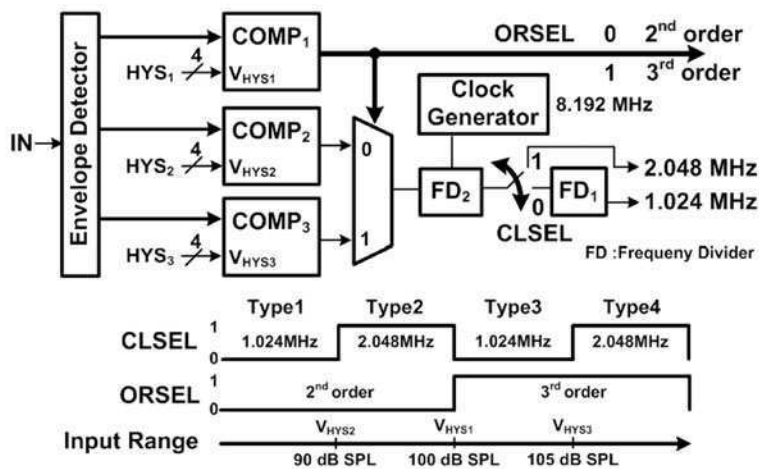 COMP1
ORSEL 0 2nd order
1 3rd order
HYS1 4 VHYS1
Envelope Detector
Clock Generator
8.192 MHz
IN
COMP2
0
HYS2 4 VHYS2
FD2
1
0
CLSEL
FD1
2.048 MHz
1.024 MHz
COMP3
1
HYS3 4 VHYS3
FD :Frequeny Divider
Type1 Type2 Type3 Type4
CLSEL 1 0 1.024MHz 2.048MHz 1.024MHz 2.048MHz
ORSEL 1 0 2nd order 3rd order
VHYS2 VHYS1 VHYS3
Input Range
90 dB SPL 100 dB SPL 105 dB SPL